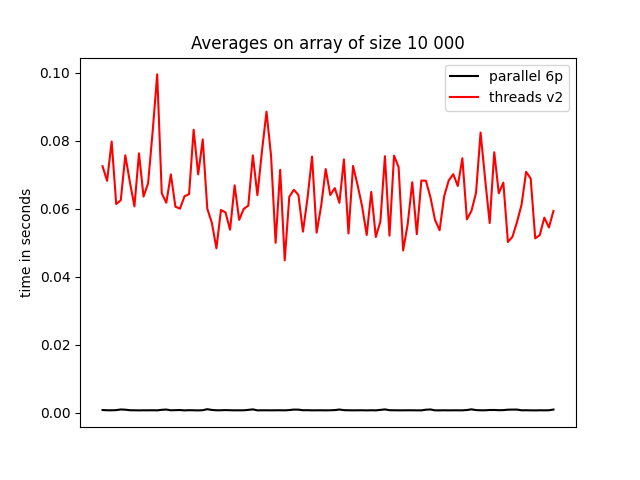 Averages on array of size 10 000
parallel 6p
threads v2
time in seconds
0.10
0.08
0.06
0.04
0.02
0.00